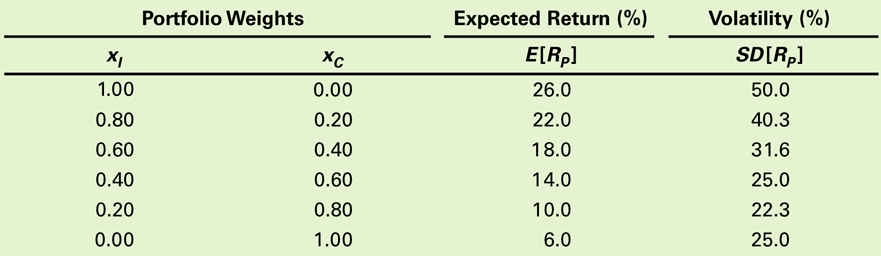 Portfolio Weights Expected Return (%) Volatility (%)
x_I x_C E[R_P] SD[R_P]
1.00 0.00 26.0 50.0
0.80 0.20 22.0 40.3
0.60 0.40 18.0 31.6
0.40 0.60 14.0 25.0
0.20 0.80 10.0 22.3
0.00 1.00 6.0 25.0